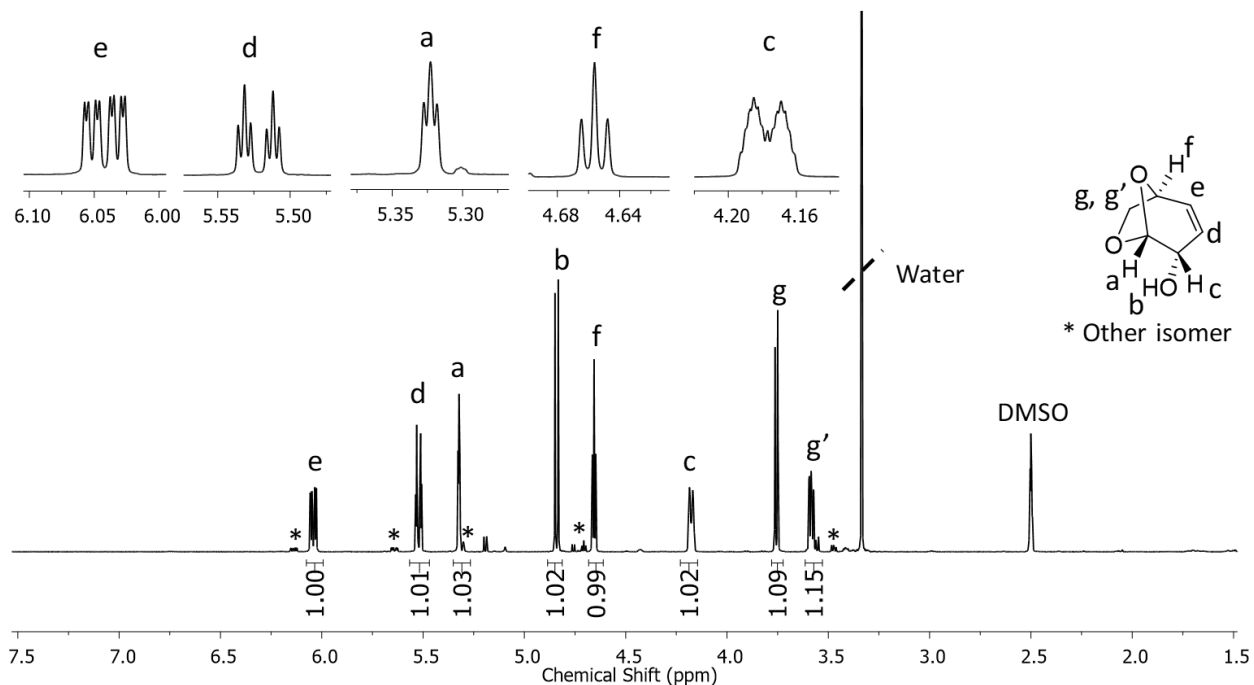 e d a f c
6.10 6.05 6.00 5.55 5.50 5.35 5.30 4.68 4.64 4.20 4.16
H f
O
g, g' e
d
O
a H H c
b HO
* Other isomer
Water
b
g
f
DMSO
a
d
g'
e
c
* * * * *
1.00 1.01 1.03 1.02 0.99 1.02 1.09 1.15
7.5 7.0 6.5 6.0 5.5 5.0 4.5 4.0 3.5 3.0 2.5 2.0 1.5
Chemical Shift (ppm)